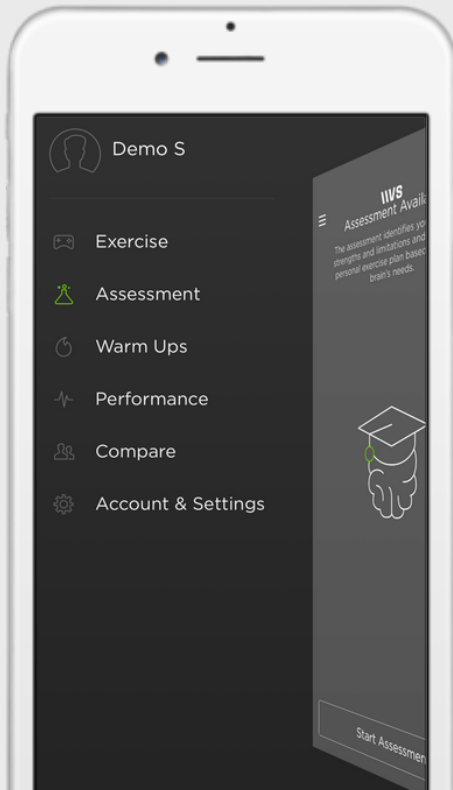 Demo S
Exercise
Assessment
Warm Ups
Performance
Compare
Account & Settings
Assessment Avail
The assessment identifies yo
strengths and limitations and
personal exercise plan based
brain's needs.
Start Assessmen